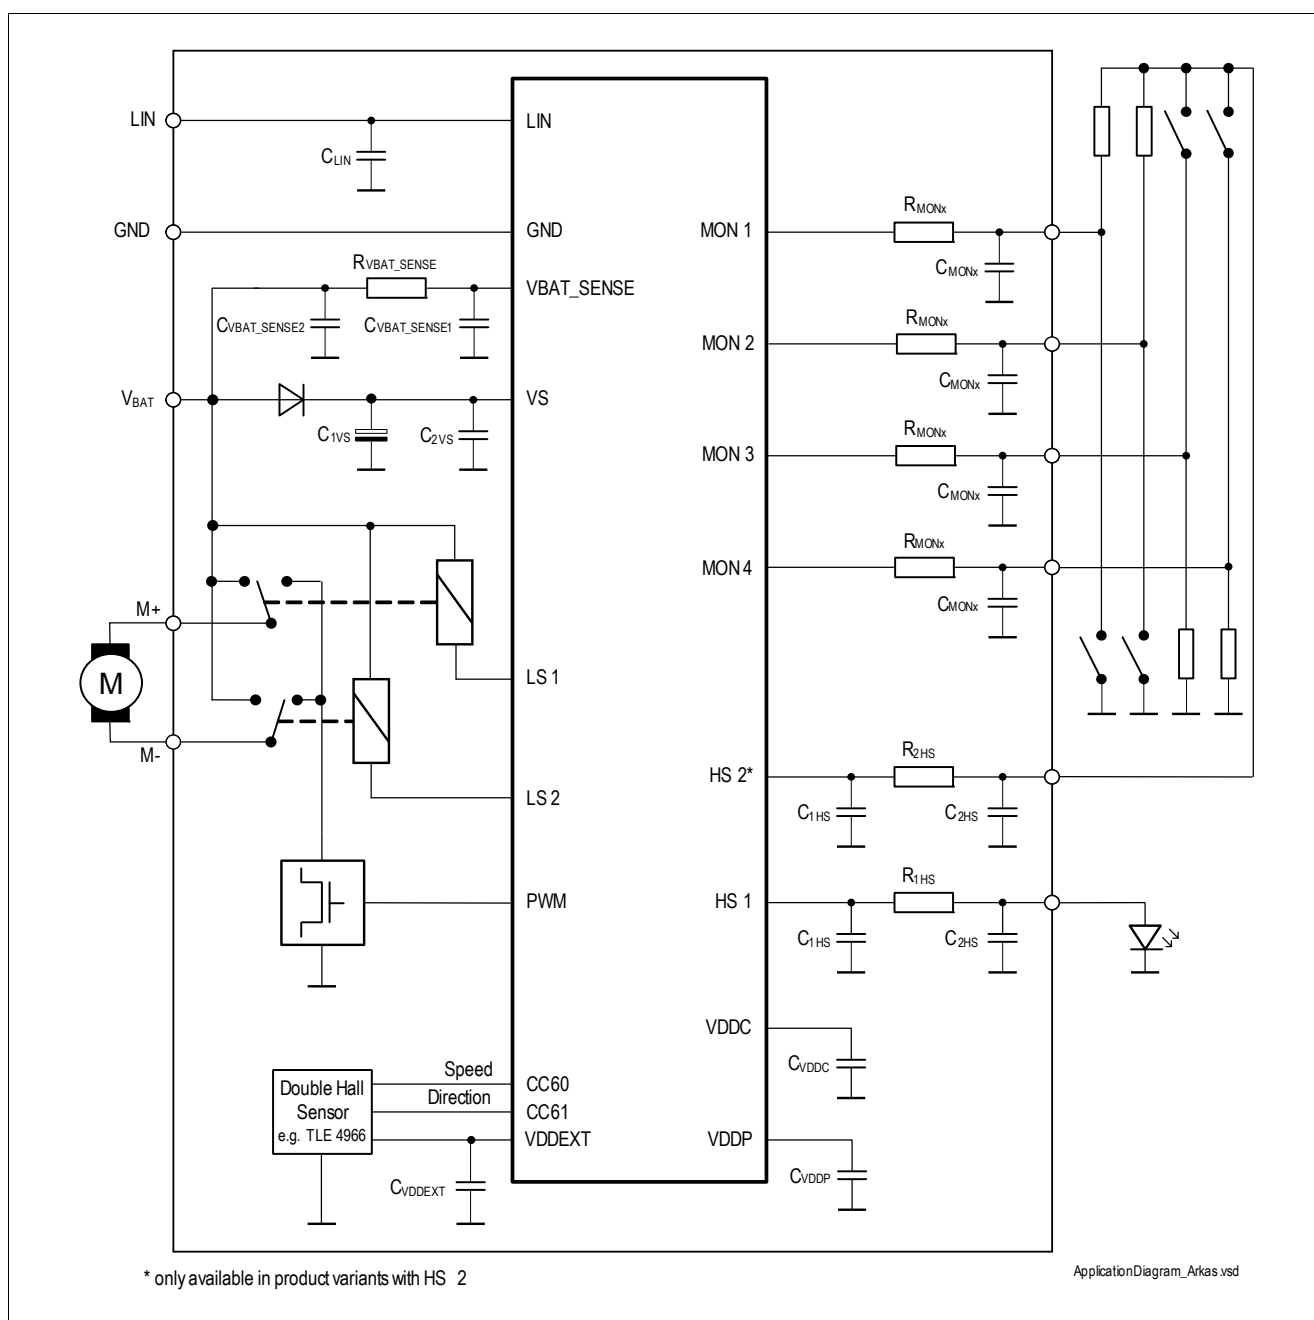 LIN
LIN
CLIN
GND
GND
MON 1
RMONx
CMONx
RVBAT_SENSE
VBAT_SENSE
CVBAT_SENSE2
CVBAT_SENSE1
MON 2
RMONx
CMONx
VBAT
VS
C1VS
C2VS
MON 3
RMONx
CMONx
MON 4
RMONx
CMONx
M+
M
M-
LS 1
LS 2
HS 2*
R2HS
C1HS
C2HS
PWM
HS 1
R1HS
C1HS
C2HS
VDDC
CVDDC
Double Hall
Sensor
e.g. TLE 4966
Speed
Direction
CC60
CC61
VDDEXT
CVDDEXT
VDDP
CVDDP
* only available in product variants with HS 2
ApplicationDiagram_Arkas.vsd